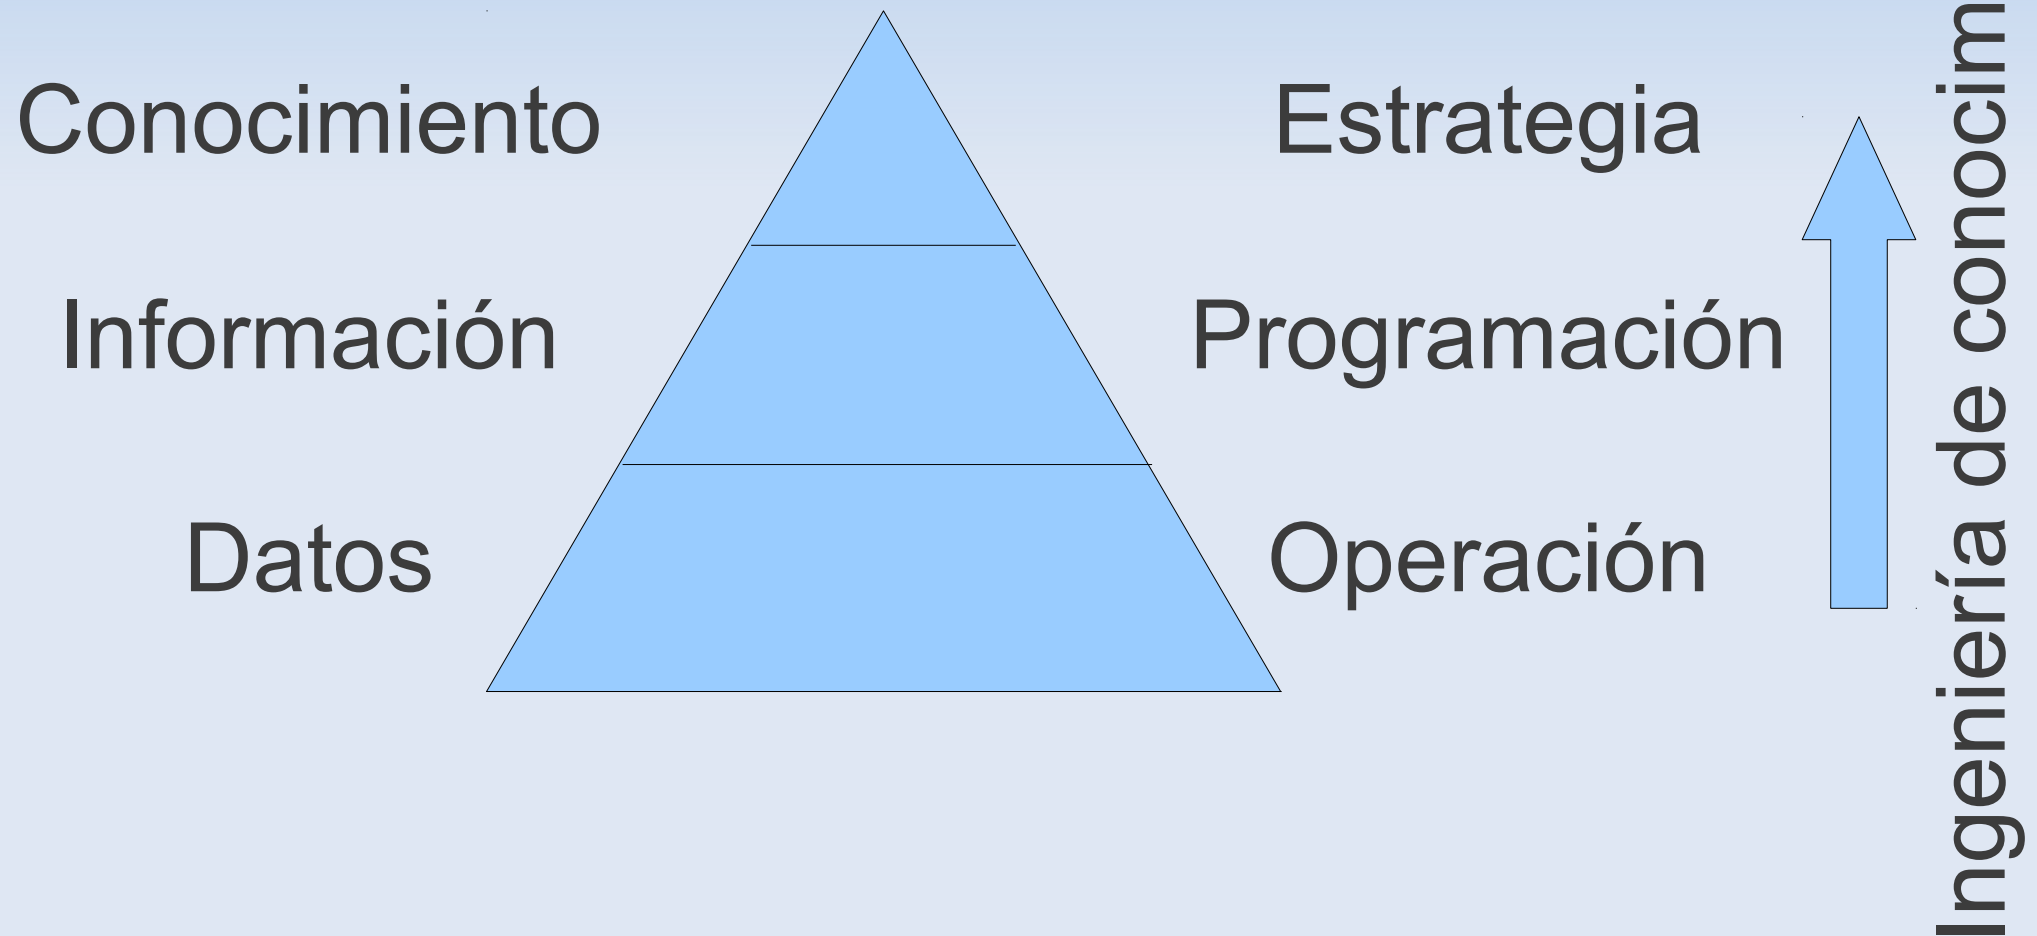 Conocimiento
Estrategia
Información
Programación
Datos
Operación
Ingeniería de conocim